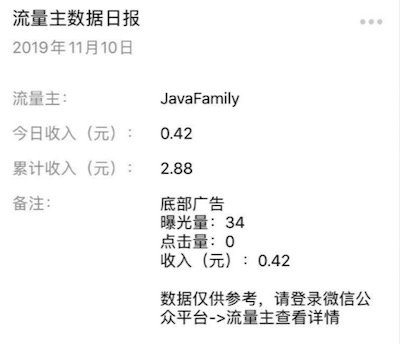 流量主数据日报
2019年11月10日
流量主： JavaFamily
今日收入（元）： 0.42
累计收入（元）： 2.88
备注： 底部广告
曝光量：34
点击量：0
收入（元）：0.42
数据仅供参考，请登录微信公
众平台->流量主查看详情